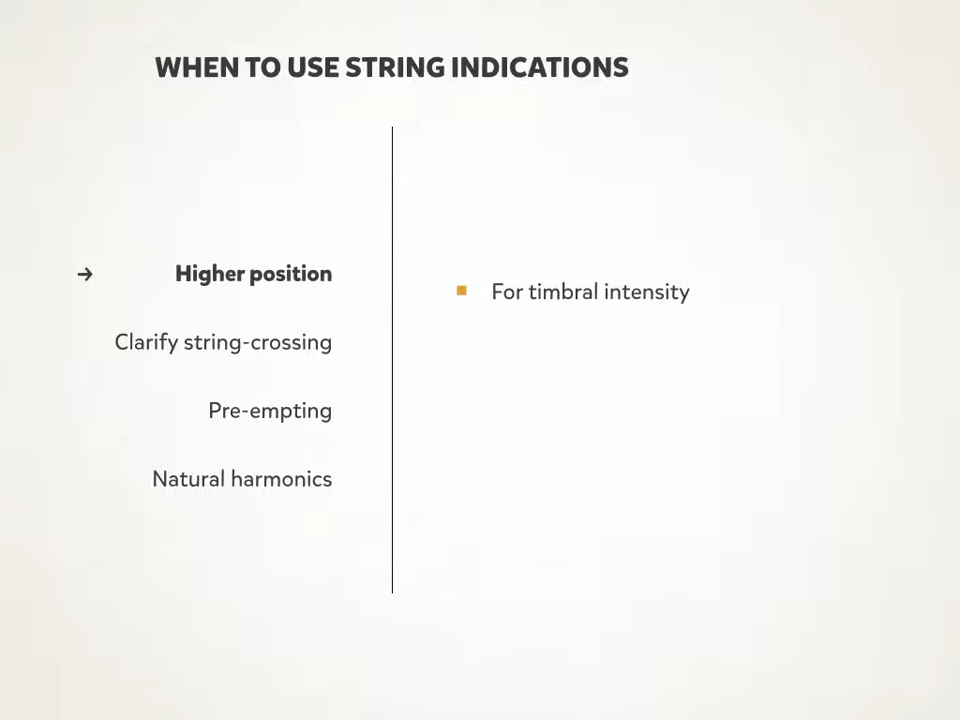 WHEN TO USE STRING INDICATIONS
→ Higher position
Clarify string-crossing
Pre-empting
Natural harmonics
For timbral intensity